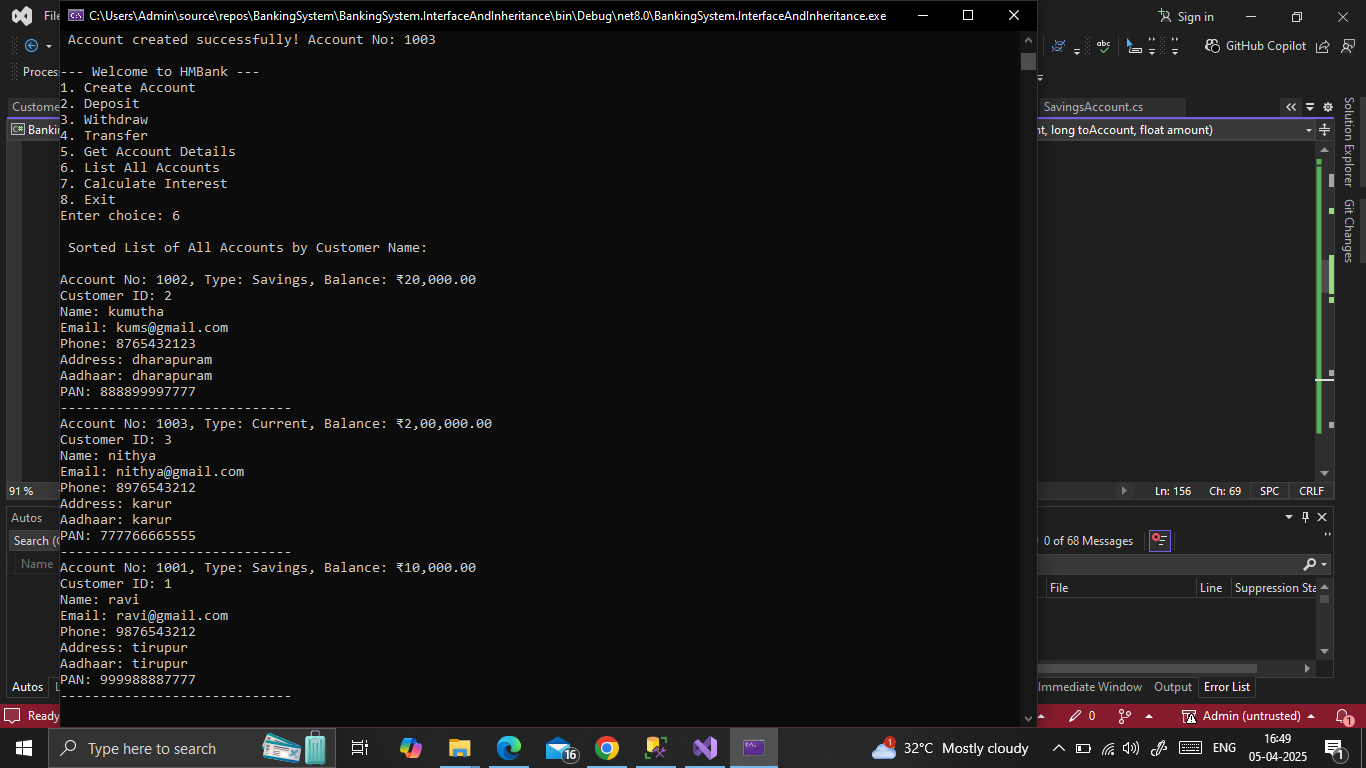 C:\Users\Admin\source\repos\BankingSystem\BankingSystem.InterfaceAndInheritance\bin\Debug\net8.0\BankingSystem.InterfaceAndInheritance.exe
Sign in
GitHub Copilot
Account created successfully! Account No: 1003
--- Welcome to HMBank ---
1. Create Account
2. Deposit
3. Withdraw
4. Transfer
5. Get Account Details
6. List All Accounts
7. Calculate Interest
8. Exit
Enter choice: 6
Sorted List of All Accounts by Customer Name:
Account No: 1002, Type: Savings, Balance: ₹20,000.00
Customer ID: 2
Name: kumutha
Email: kums@gmail.com
Phone: 8765432123
Address: dharapuram
Aadhaar: dharapuram
PAN: 888899997777
-----------------------------
Account No: 1003, Type: Current, Balance: ₹2,00,000.00
Customer ID: 3
Name: nithya
Email: nithya@gmail.com
Phone: 8976543212
Address: karur
Aadhaar: karur
PAN: 777766665555
-----------------------------
Account No: 1001, Type: Savings, Balance: ₹10,000.00
Customer ID: 1
Name: ravi
Email: ravi@gmail.com
Phone: 9876543212
Address: tirupur
Aadhaar: tirupur
PAN: 999988887777
-----------------------------
Fi
Proces
Custome
C# Banki
91 %
Autos
Search (C
Name
Autos
Ready
SavingsAccount.cs
nt, long toAccount, float amount)
Solution Explorer
Git Changes
Ln: 156 Ch: 69 SPC CRLF
0 of 68 Messages
File Line Suppression Sta
Immediate Window Output Error List
0 Admin (untrusted) 1
Type here to search
16
1 32°C Mostly cloudy
ENG
16:49
05-04-2025
1